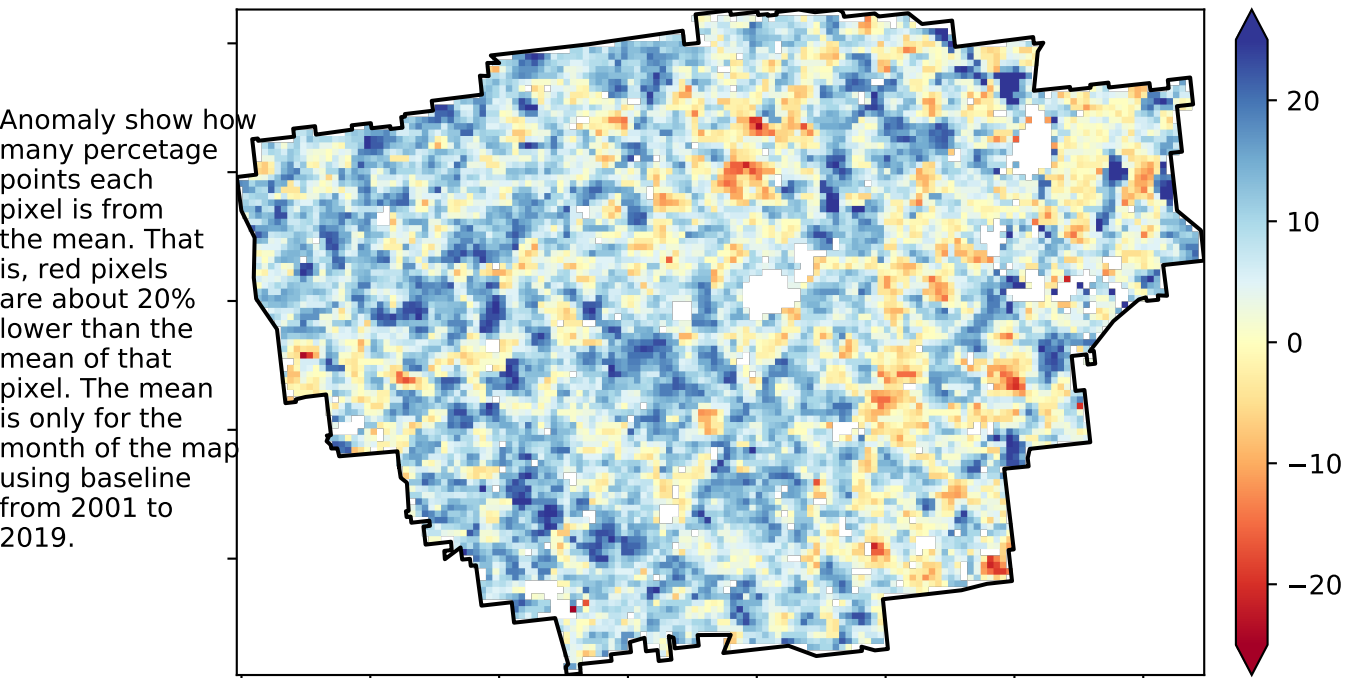 Anomaly show how
many percetage
points each
pixel is from
the mean. That
is, red pixels
are about 20%
lower than the
mean of that
pixel. The mean
is only for the
month of the map
using baseline
from 2001 to
2019.
20
10
0
−10
−20